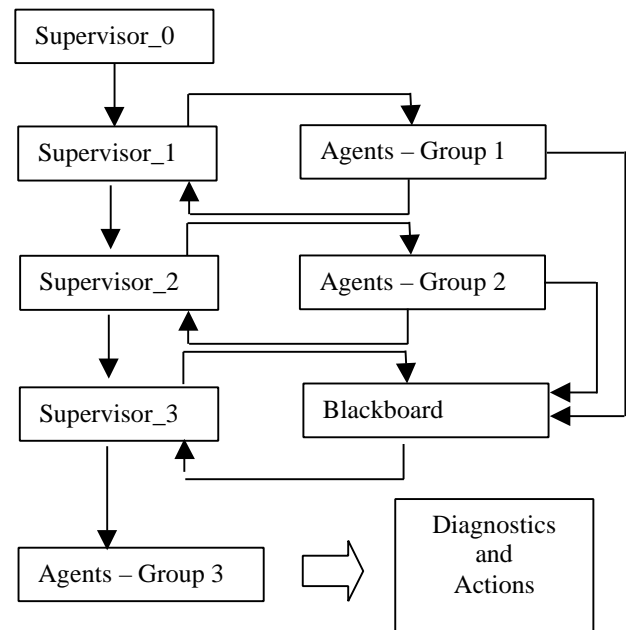 Supervisor_0
Supervisor_1
Agents – Group 1
Supervisor_2
Agents – Group 2
Supervisor_3
Blackboard
Agents – Group 3
Diagnostics
and
Actions